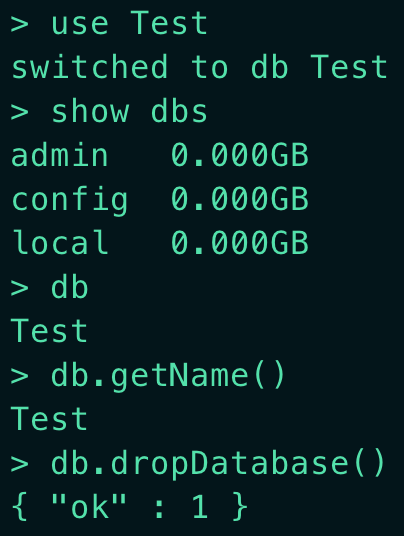 > use Test
switched to db Test
> show dbs
admin   0.000GB
config  0.000GB
local   0.000GB
> db
Test
> db.getName()
Test
> db.dropDatabase()
{ "ok" : 1 }